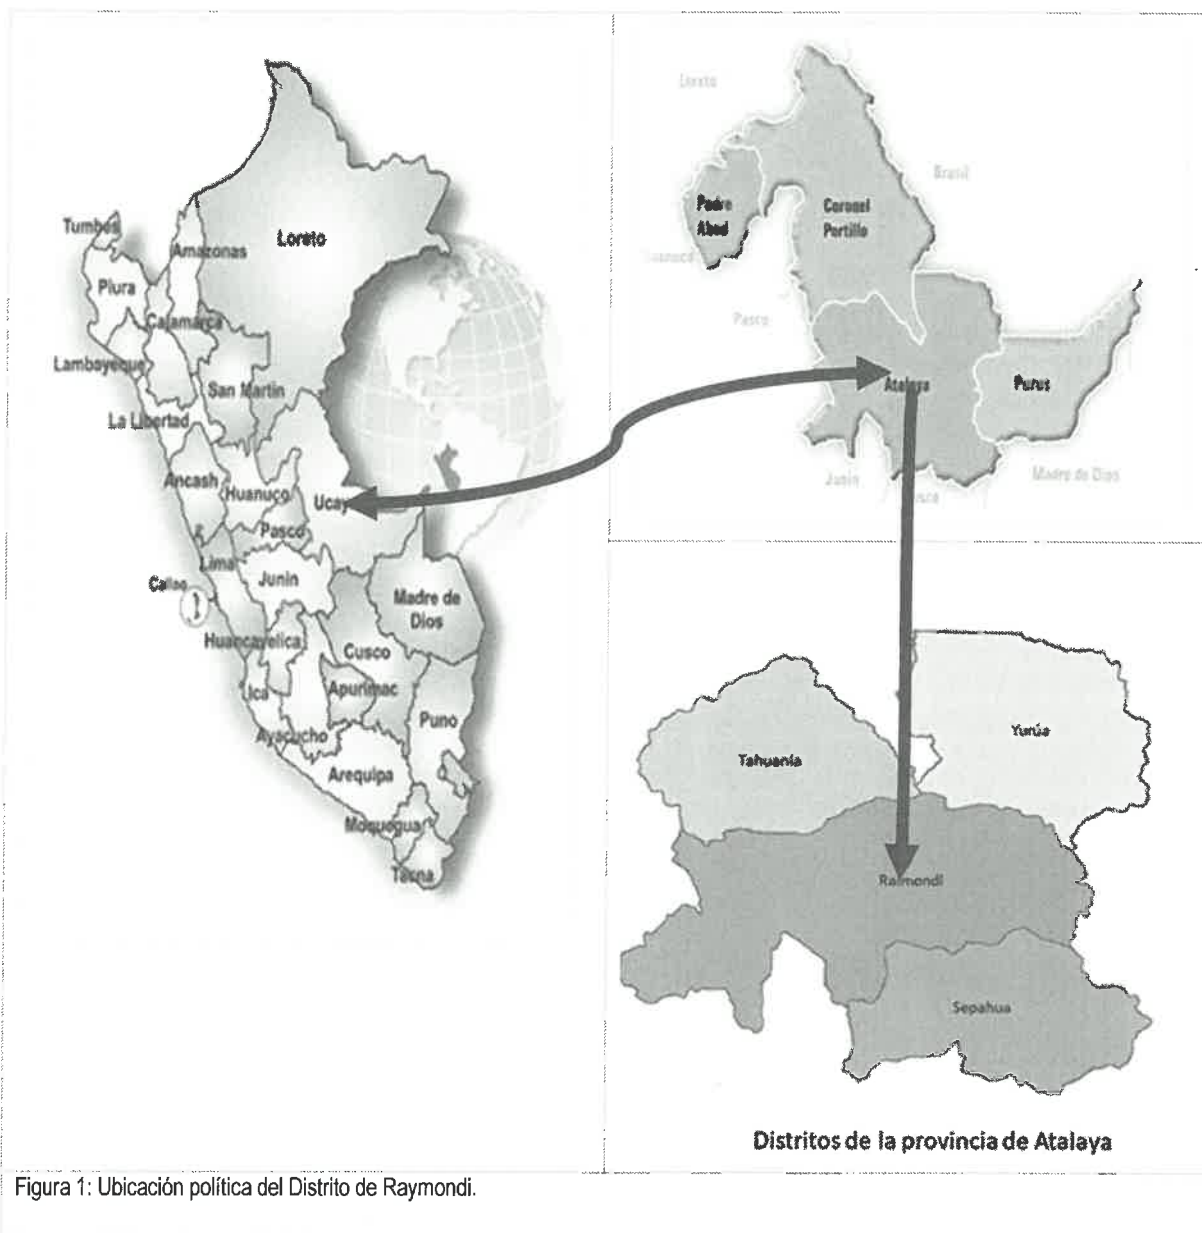 Loreto
Tumbes
Amazonas
Piura
Cajamarca
Lambayeque
San Martin
La Libertad
Ancash
Huanuco
Ucay
Pasco
Lima
Junin
Callao
Madre de
Dios
Huancavelica
Cusco
Ica
Apurimac
Puno
Ayacucho
Arequipa
Moquegua
Tacna
Loreto
Brasil
Padre
Abad
Coronel
Portillo
Huanuco
Pasco
Atalaya
Purus
Junin
Madre de Dios
Tahuanía
Yurúa
Raimondi
Sepahua
Distritos de la provincia de Atalaya
Figura 1: Ubicación política del Distrito de Raymondi.